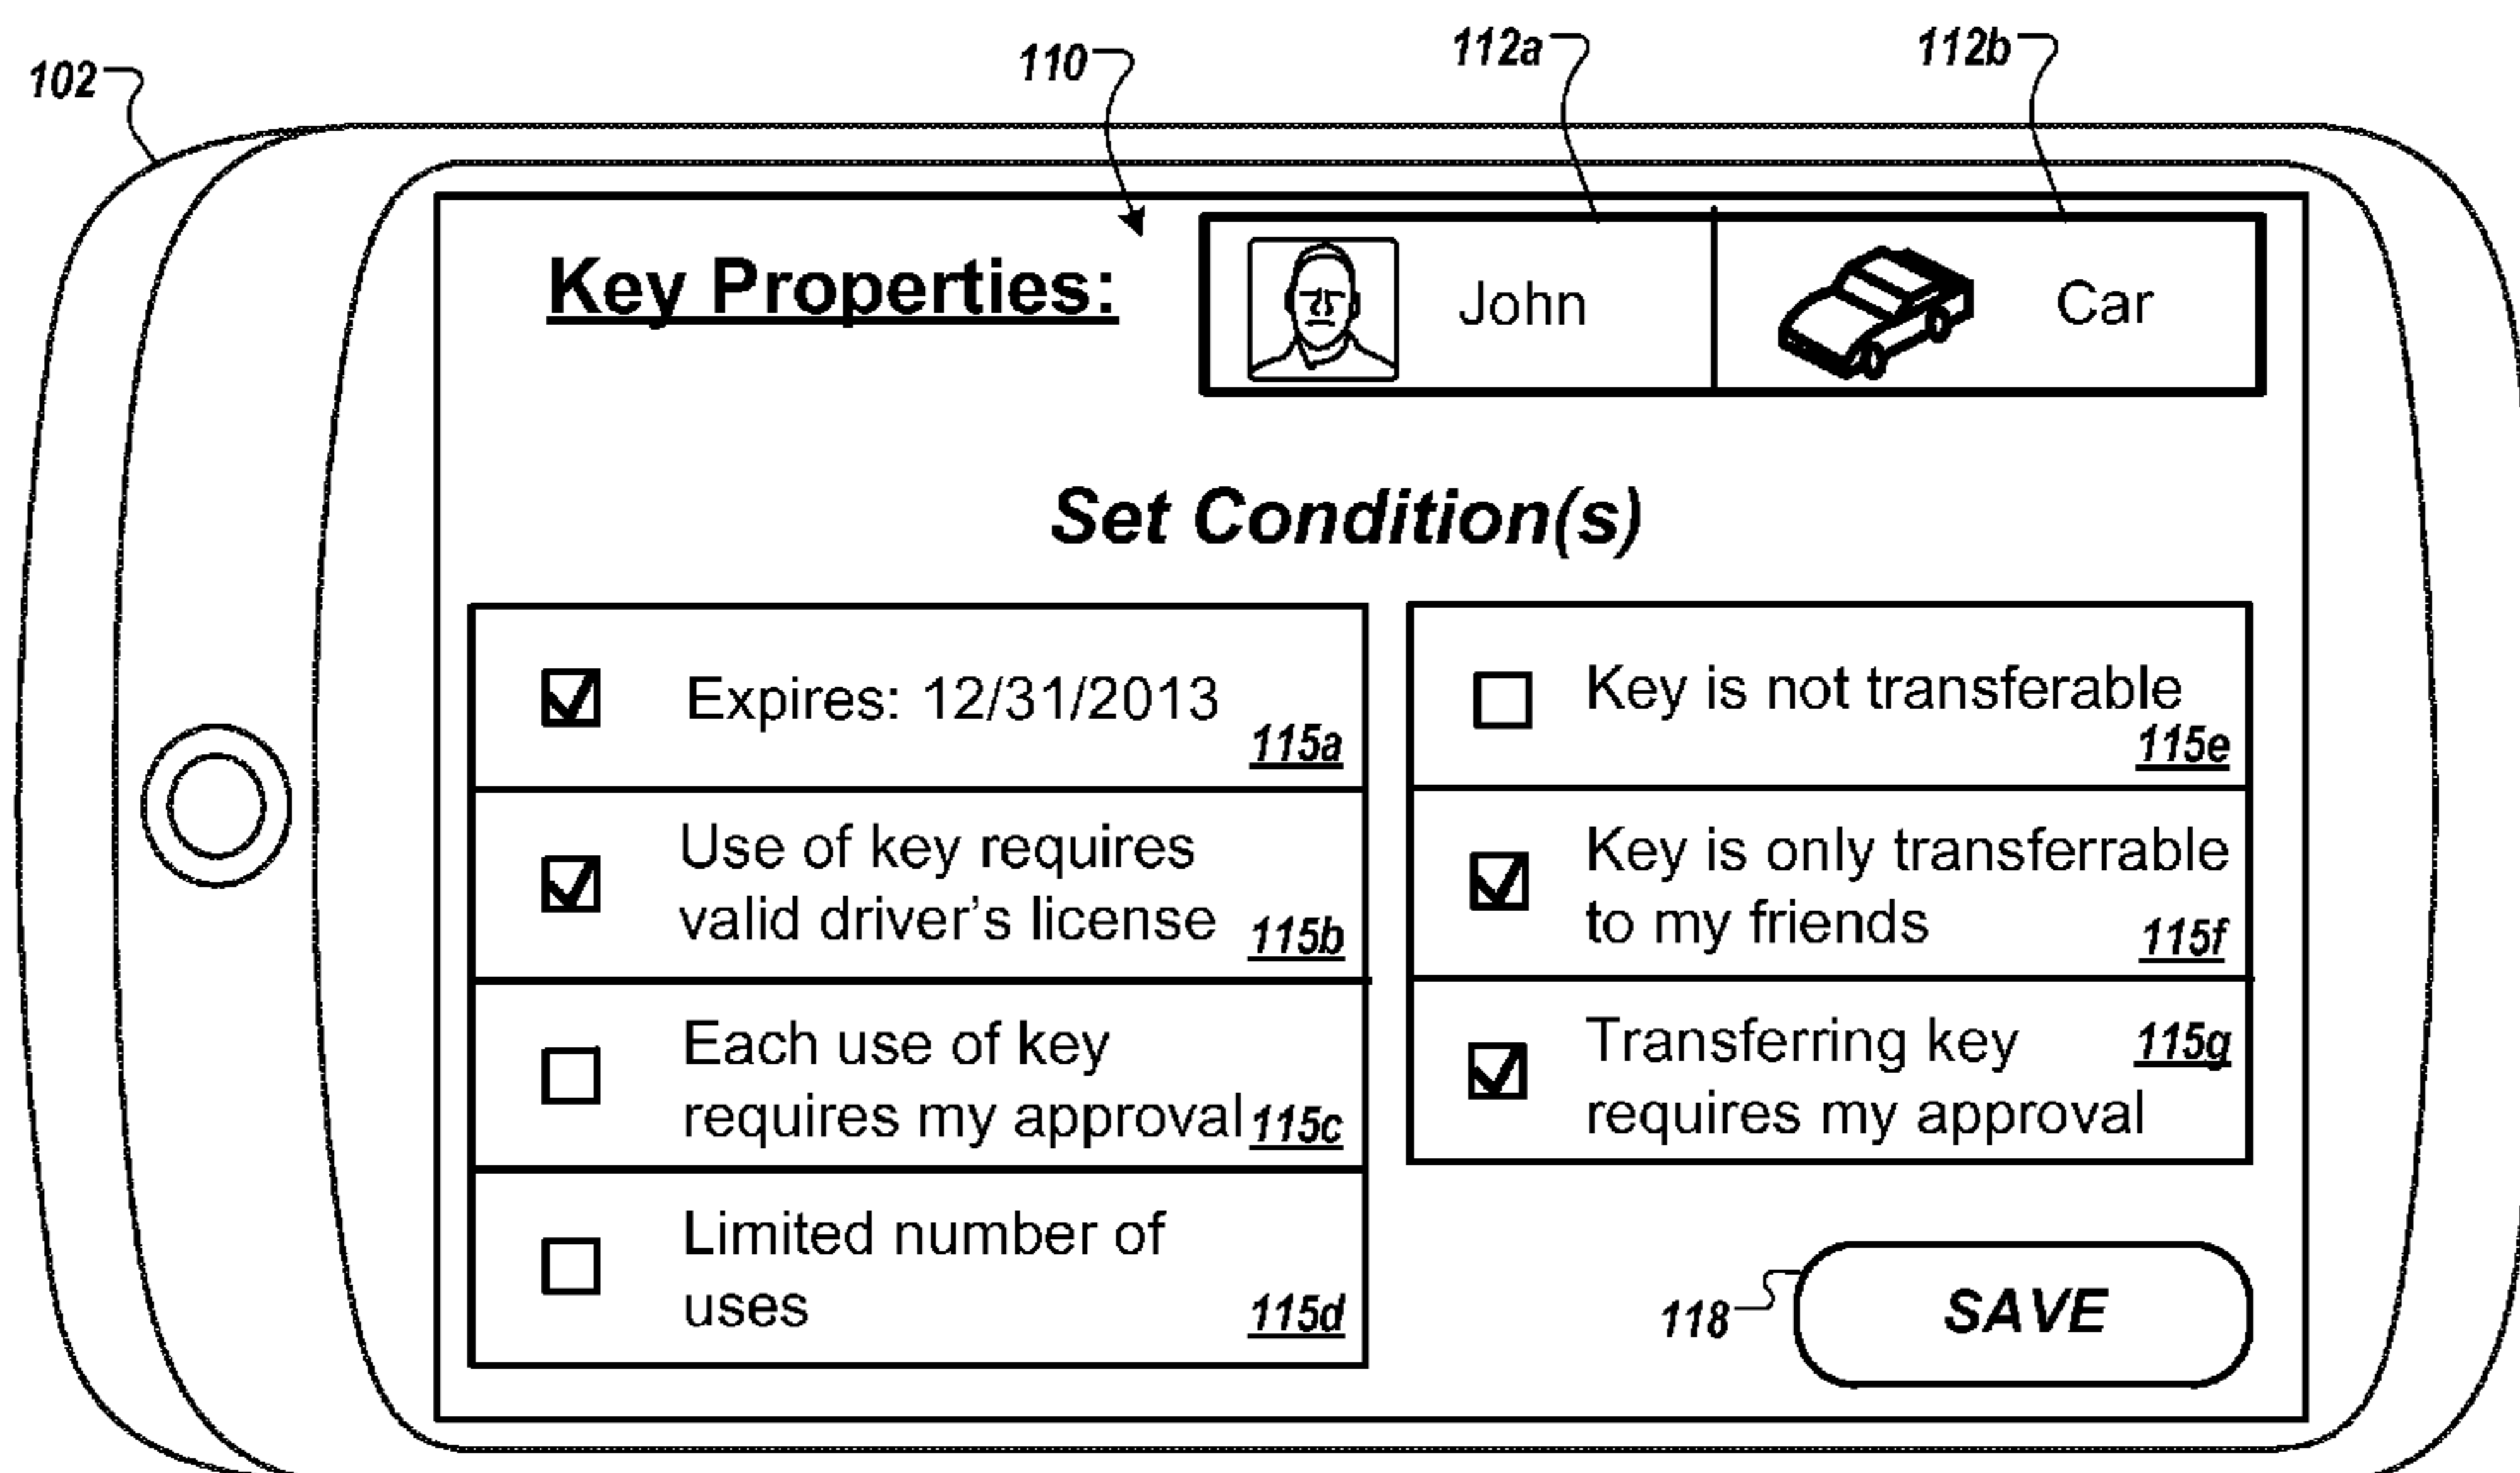 102
110
112a
112b
Key Properties:
John
Car
Set Condition(s)
Expires: 12/31/2013
115a
Use of key requires
valid driver’s license
115b
Each use of key
requires my approval
115c
Limited number of
uses
115d
Key is not transferable
115e
Key is only transferrable
to my friends
115f
Transferring key
115g
requires my approval
118
SAVE